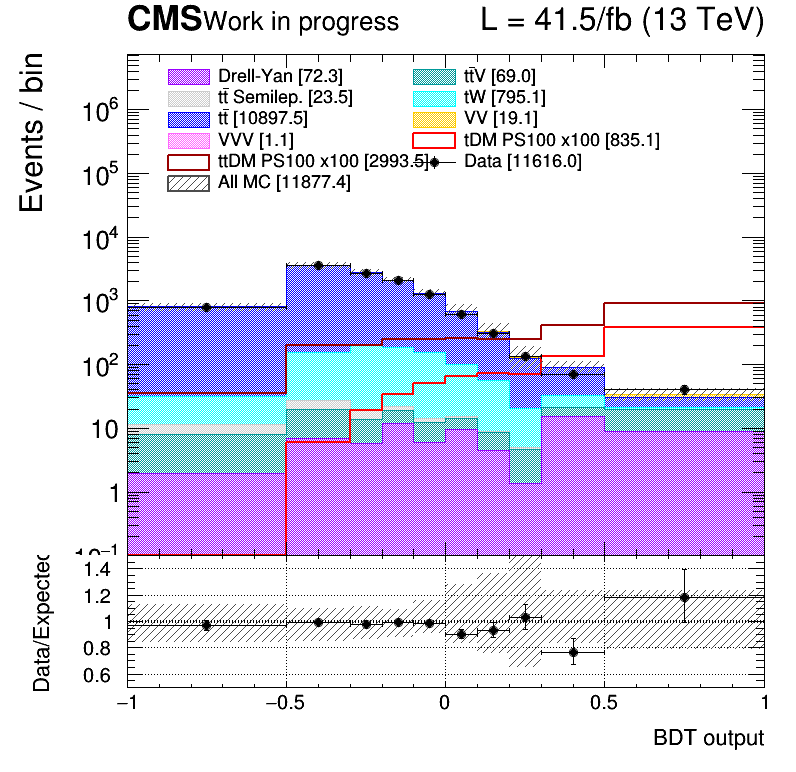 CMS Work in progress L = 41.5/fb (13 TeV)
Events / bin
Drell-Yan [72.3] tt̄V [69.0]
tt̄ Semilep. [23.5] tW [795.1]
tt̄ [10897.5] VV [19.1]
VVV [1.1] tDM PS100 x100 [835.1]
ttDM PS100 x100 [2993.5] Data [11616.0]
All MC [11877.4]
10⁶
10⁵
10⁴
10³
10²
10
1
10⁻¹
Data/Expected
1.4
1.2
1
0.8
0.6
−1 −0.5 0 0.5 1
BDT output